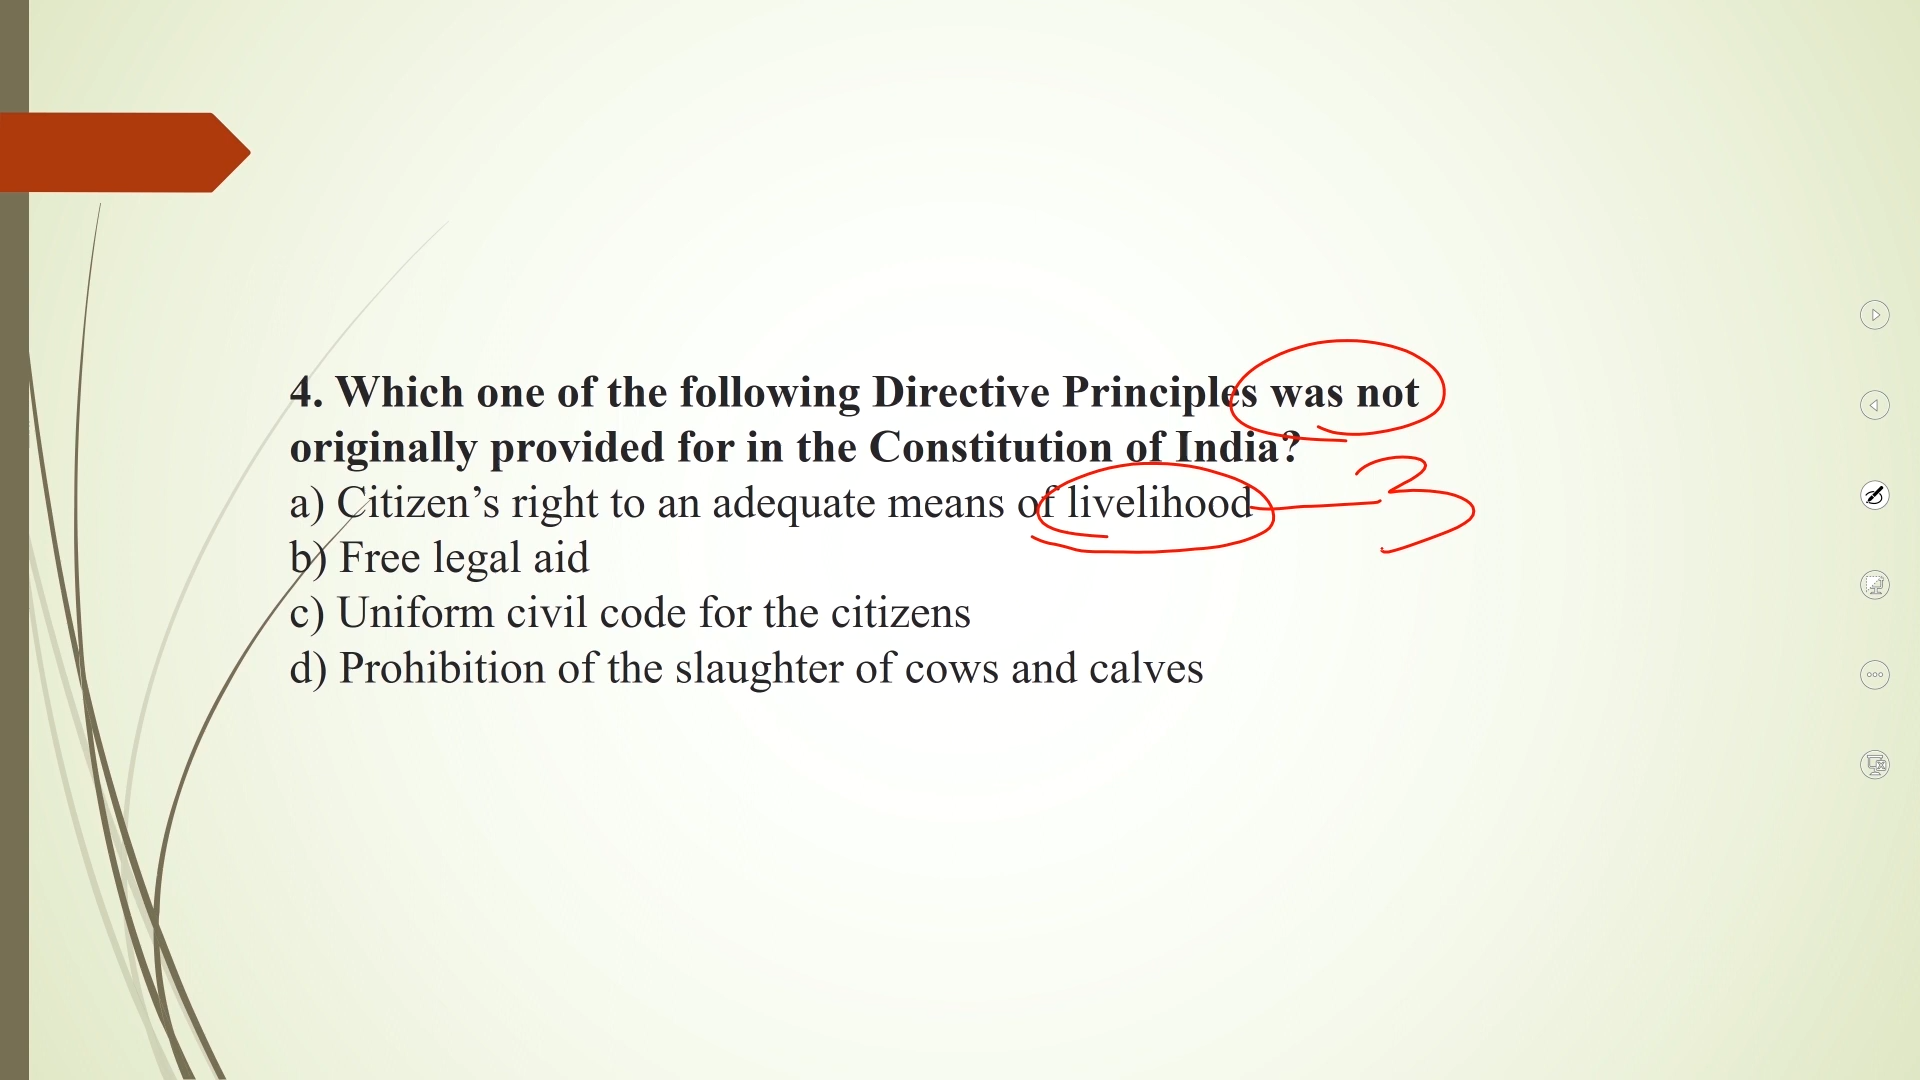 4. Which one of the following Directive Principles was not
originally provided for in the Constitution of India?
a) Citizen’s right to an adequate means of livelihood 3
b) Free legal aid
c) Uniform civil code for the citizens
d) Prohibition of the slaughter of cows and calves